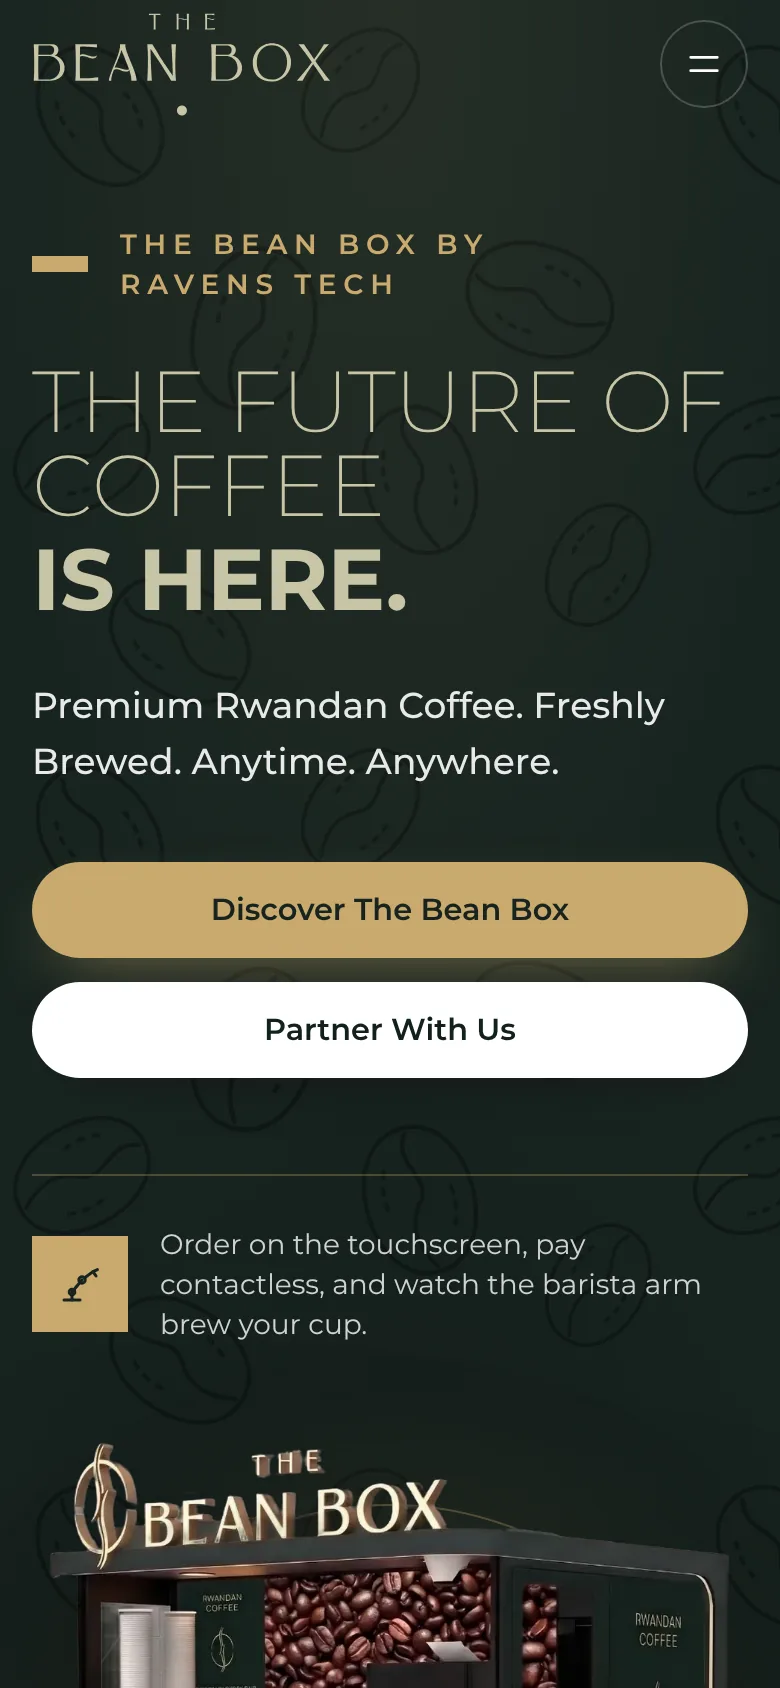 THE
BEAN BOX
THE BEAN BOX BY
RAVENS TECH
THE FUTURE OF
COFFEE
IS HERE.
Premium Rwandan Coffee. Freshly
Brewed. Anytime. Anywhere.
Discover The Bean Box
Partner With Us
Order on the touchscreen, pay
contactless, and watch the barista arm
brew your cup.
THE
BEAN BOX
RWANDAN
COFFEE
RWANDAN
COFFEE